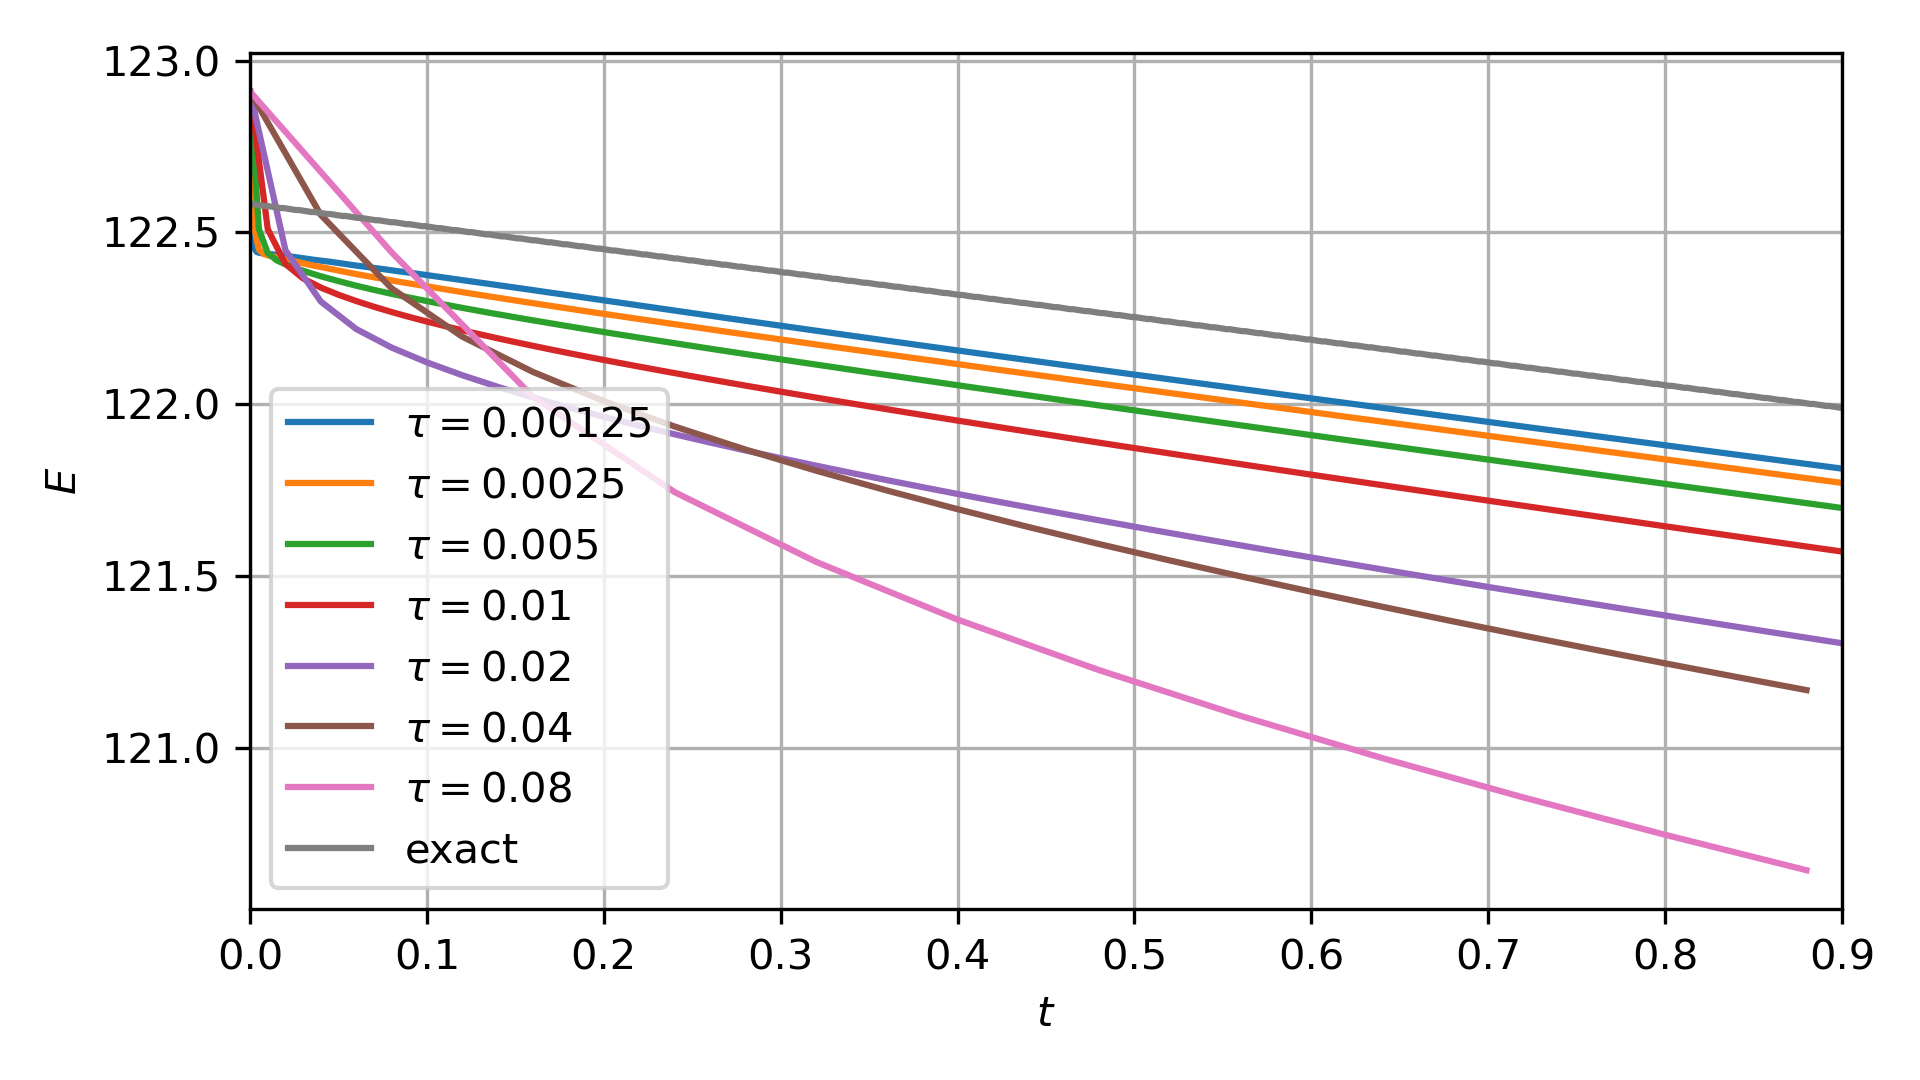 123.0
122.5
122.0
121.5
121.0
E
τ = 0.00125
τ = 0.0025
τ = 0.005
τ = 0.01
τ = 0.02
τ = 0.04
τ = 0.08
exact
0.0 0.1 0.2 0.3 0.4 0.5 0.6 0.7 0.8 0.9
t